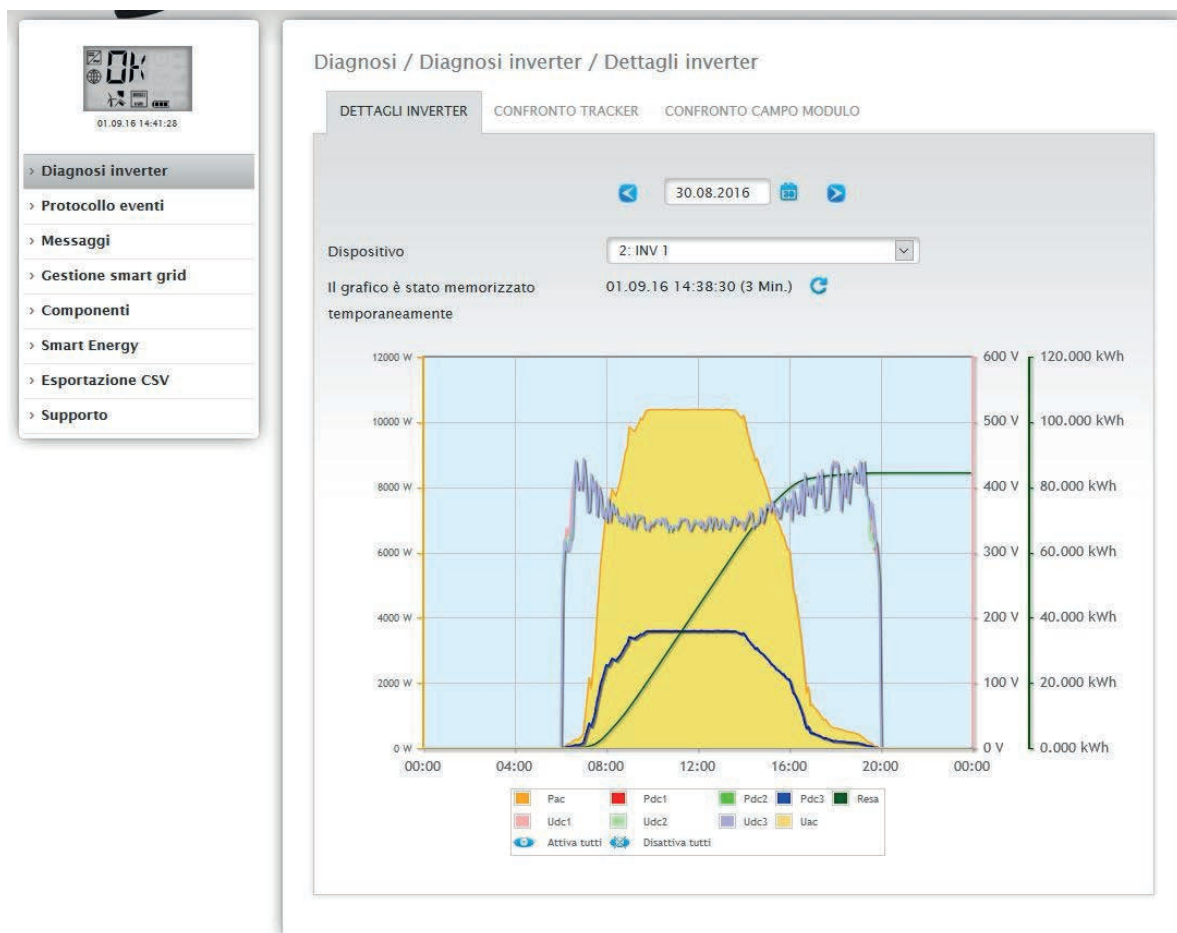 OK
01.09.16 14:41:28
› Diagnosi inverter
› Protocollo eventi
› Messaggi
› Gestione smart grid
› Componenti
› Smart Energy
› Esportazione CSV
› Supporto
Diagnosi / Diagnosi inverter / Dettagli inverter
DETTAGLI INVERTER CONFRONTO TRACKER CONFRONTO CAMPO MODULO
30.08.2016
Dispositivo 2: INV 1
Il grafico è stato memorizzato 01.09.16 14:38:30 (3 Min.)
temporaneamente
12000 W 600 V 120.000 kWh
10000 W 500 V 100.000 kWh
8000 W 400 V 80.000 kWh
6000 W 300 V 60.000 kWh
4000 W 200 V 40.000 kWh
2000 W 100 V 20.000 kWh
0 W 0 V 0.000 kWh
00:00 04:00 08:00 12:00 16:00 20:00 00:00
Pac Pdc1 Pdc2 Pdc3 Resa
Udc1 Udc2 Udc3 Uac
Attiva tutti Disattiva tutti